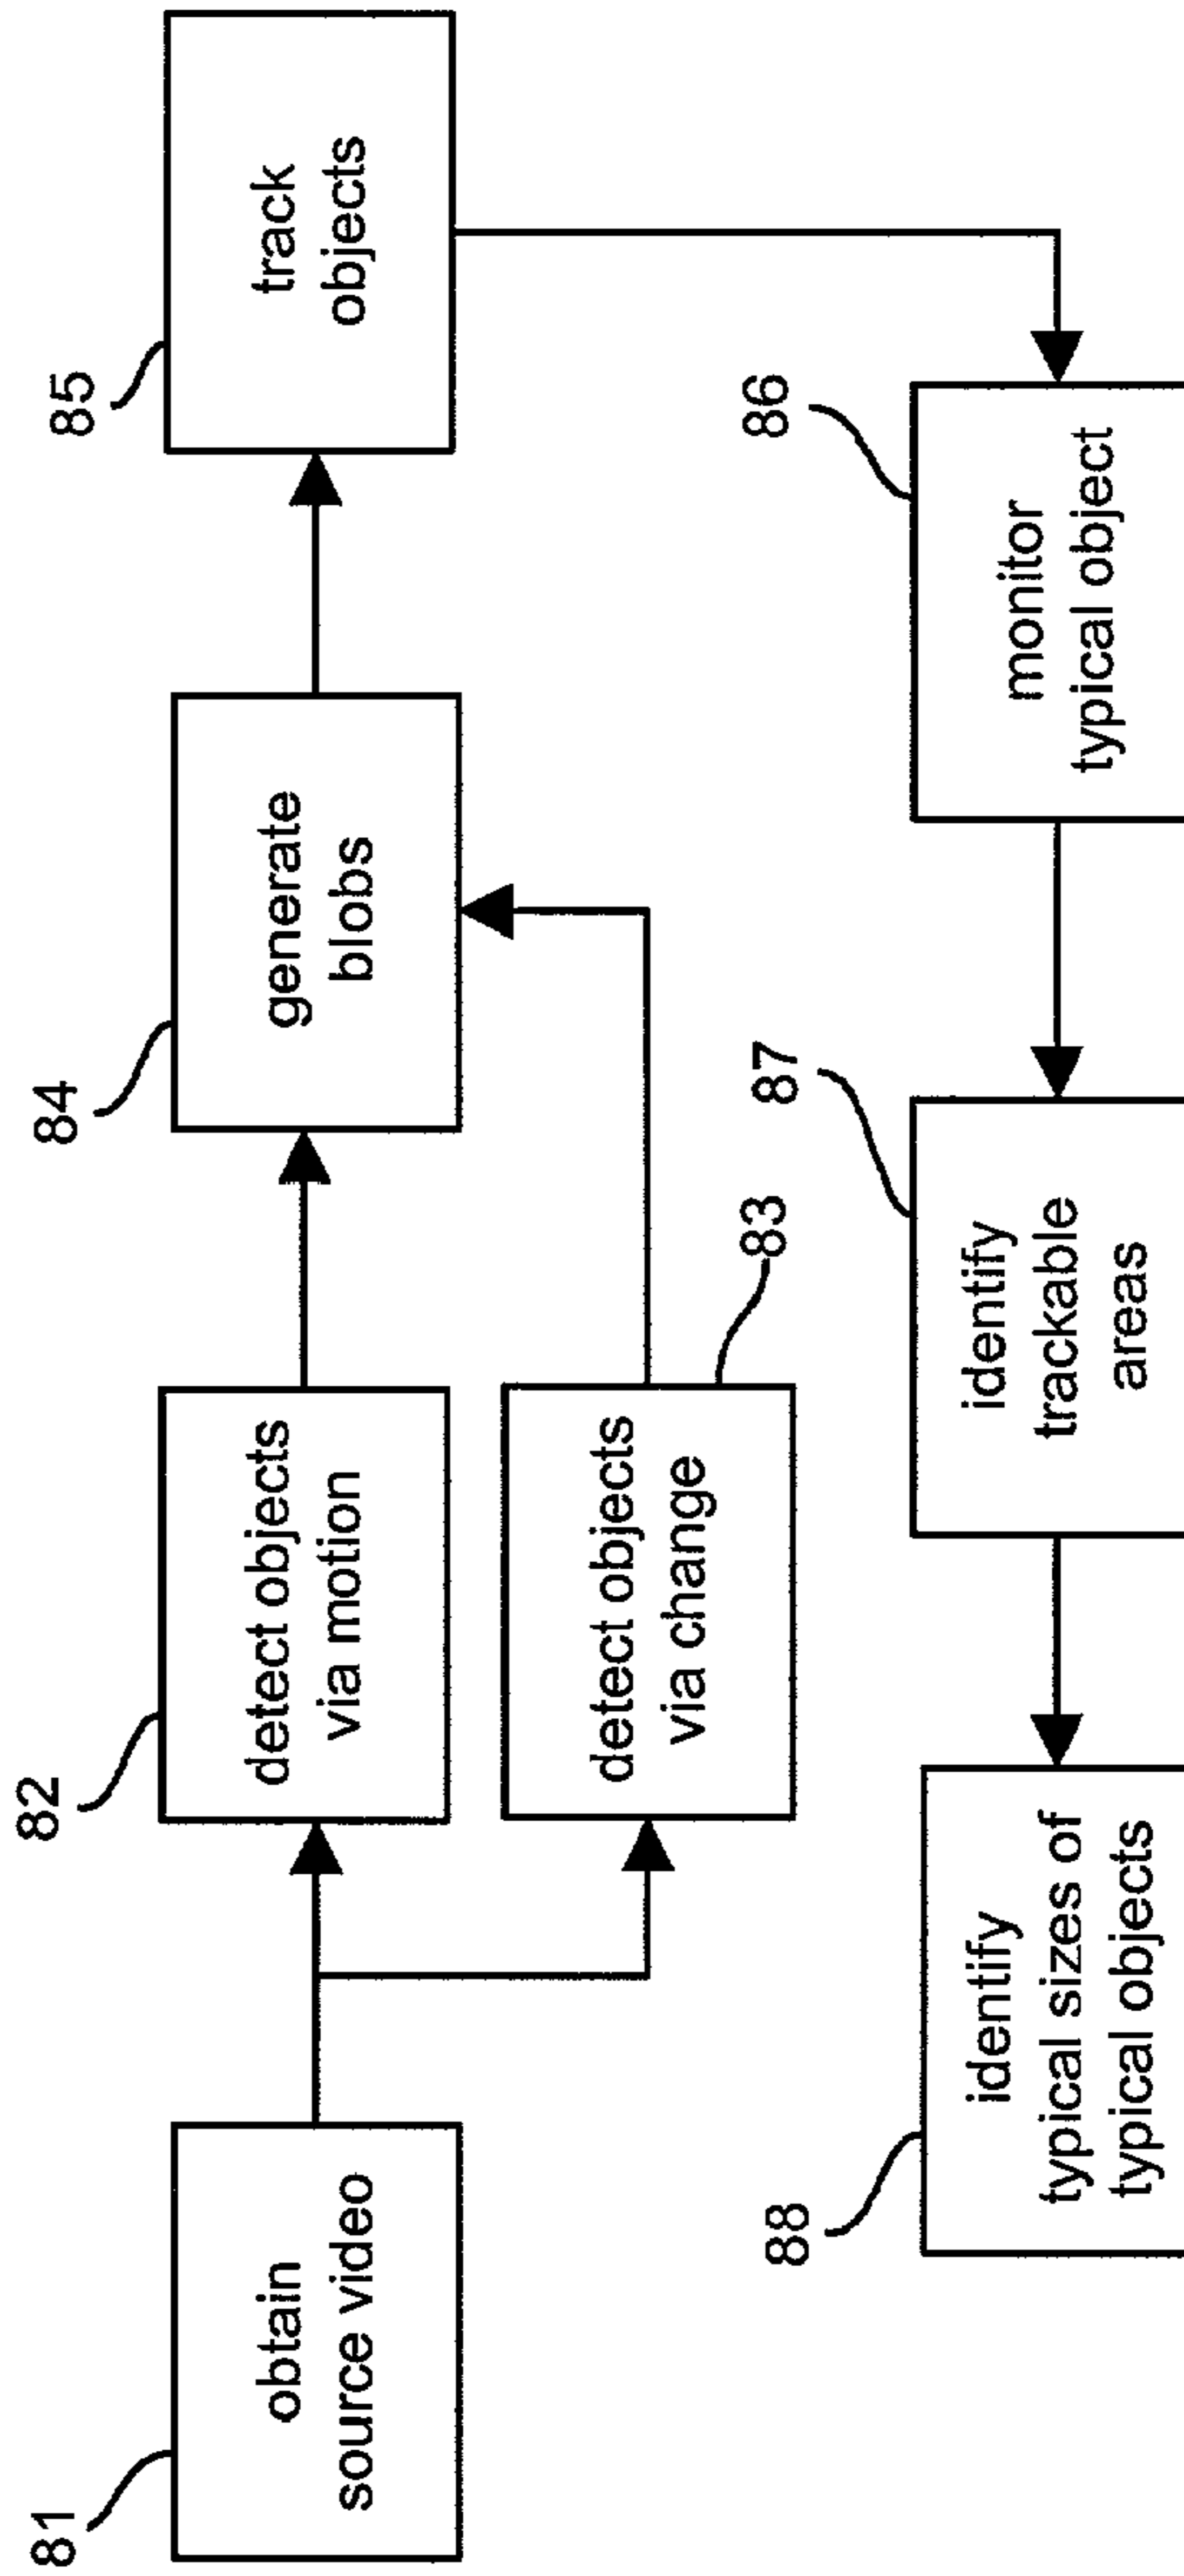 81
obtain
source video
82
detect objects
via motion
83
detect objects
via change
84
generate
blobs
85
track
objects
86
monitor
typical object
87
identify
trackable
areas
88
identify
typical sizes of
typical objects